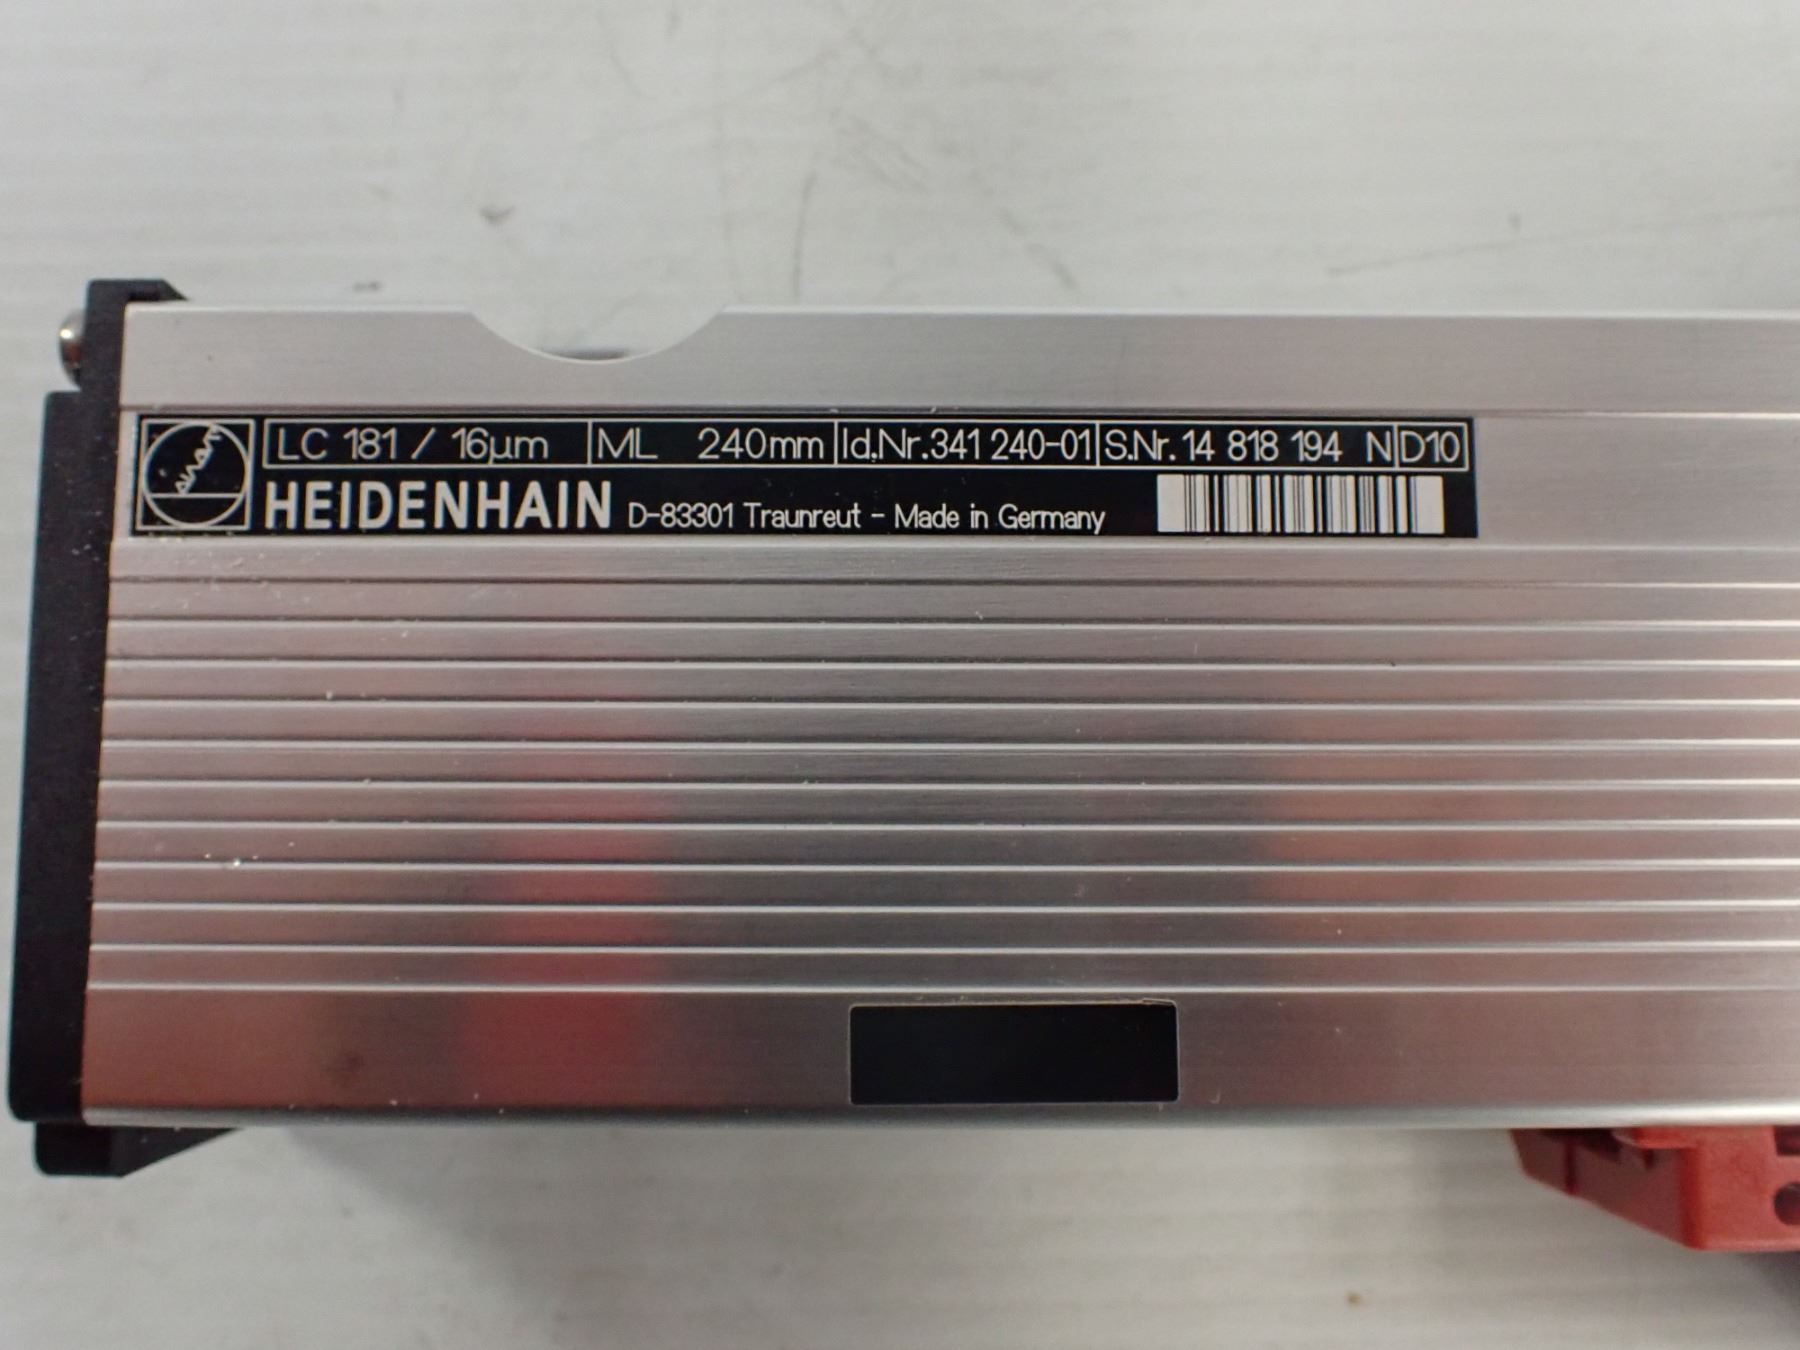 LC 181 / 16µm ML 240mm Id.Nr. 341 240-01 S.Nr. 14 818 194 N D10
HEIDENHAIN D-83301 Traunreut - Made in Germany